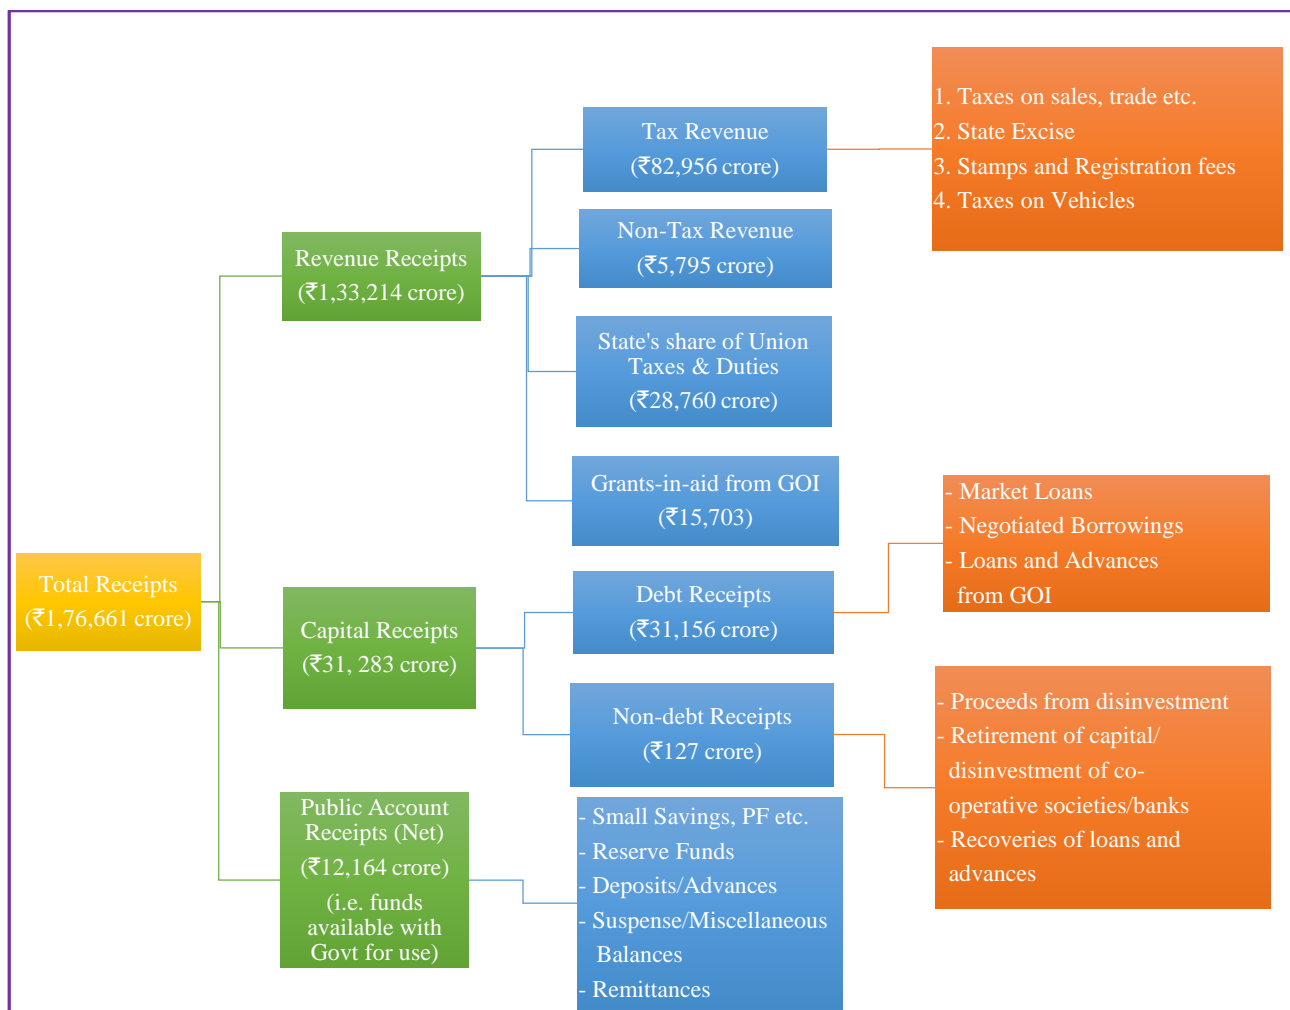 Total Receipts
(₹1,76,661 crore)
Revenue Receipts
(₹1,33,214 crore)
Tax Revenue
(₹82,956 crore)
1. Taxes on sales, trade etc.
2. State Excise
3. Stamps and Registration fees
4. Taxes on Vehicles
Non-Tax Revenue
(₹5,795 crore)
State's share of Union
Taxes & Duties
(₹28,760 crore)
Grants-in-aid from GOI
(₹15,703)
Capital Receipts
(₹31, 283 crore)
Debt Receipts
(₹31,156 crore)
- Market Loans
- Negotiated Borrowings
- Loans and Advances
from GOI
Non-debt Receipts
(₹127 crore)
- Proceeds from disinvestment
- Retirement of capital/
disinvestment of co-
operative societies/banks
- Recoveries of loans and
advances
Public Account
Receipts (Net)
(₹12,164 crore)
(i.e. funds
available with
Govt for use)
- Small Savings, PF etc.
- Reserve Funds
- Deposits/Advances
- Suspense/Miscellaneous
Balances
- Remittances